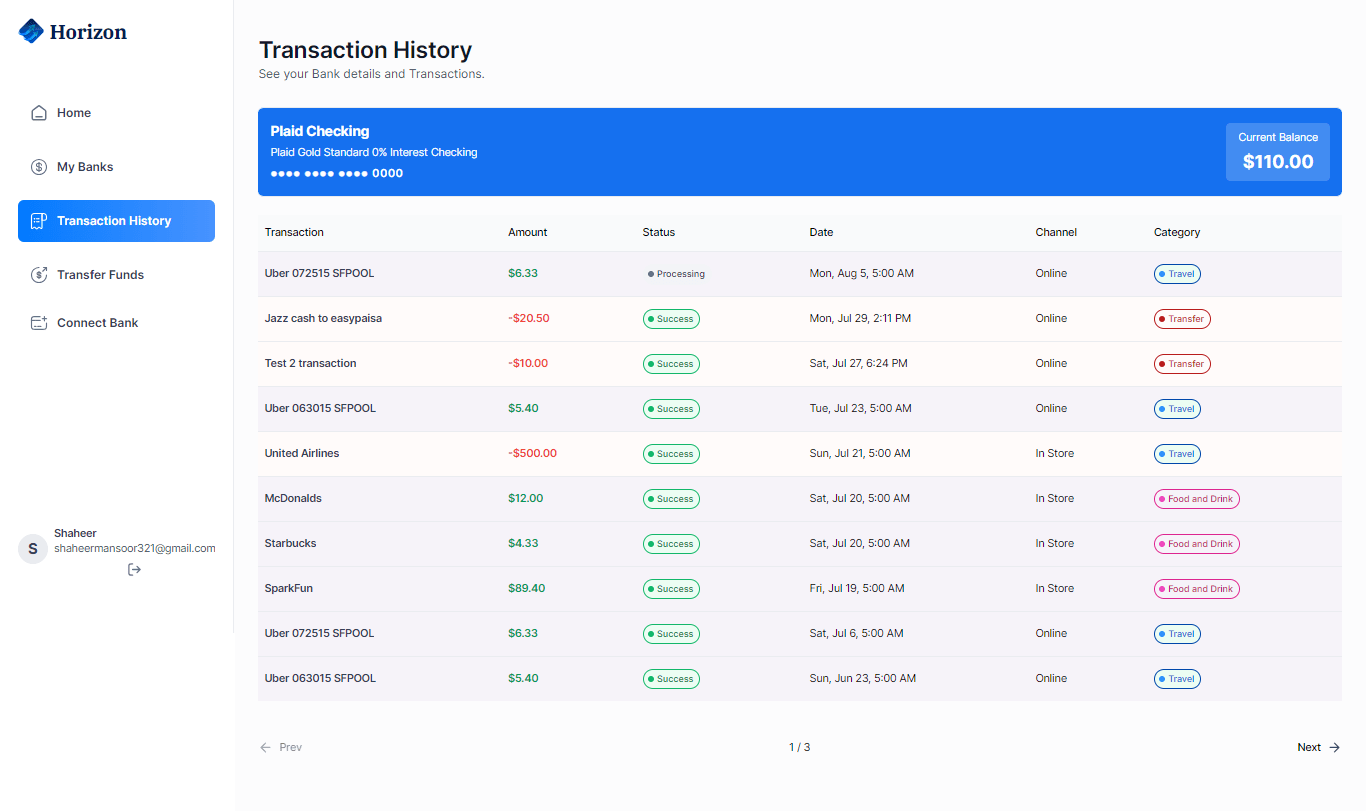 Horizon
Home
My Banks
Transaction History
Transfer Funds
Connect Bank
S
Shaheer
shaheermansoor321@gmail.com
Transaction History
See your Bank details and Transactions.
Plaid Checking
Plaid Gold Standard 0% Interest Checking
●●●● ●●●● ●●●● 0000
Current Balance
$110.00
Transaction Amount Status Date Channel Category
Uber 072515 SFPOOL $6.33 Processing Mon, Aug 5, 5:00 AM Online Travel
Jazz cash to easypaisa -$20.50 Success Mon, Jul 29, 2:11 PM Online Transfer
Test 2 transaction -$10.00 Success Sat, Jul 27, 6:24 PM Online Transfer
Uber 063015 SFPOOL $5.40 Success Tue, Jul 23, 5:00 AM Online Travel
United Airlines -$500.00 Success Sun, Jul 21, 5:00 AM In Store Travel
McDonalds $12.00 Success Sat, Jul 20, 5:00 AM In Store Food and Drink
Starbucks $4.33 Success Sat, Jul 20, 5:00 AM In Store Food and Drink
SparkFun $89.40 Success Fri, Jul 19, 5:00 AM In Store Food and Drink
Uber 072515 SFPOOL $6.33 Success Sat, Jul 6, 5:00 AM Online Travel
Uber 063015 SFPOOL $5.40 Success Sun, Jun 23, 5:00 AM Online Travel
Prev 1 / 3 Next